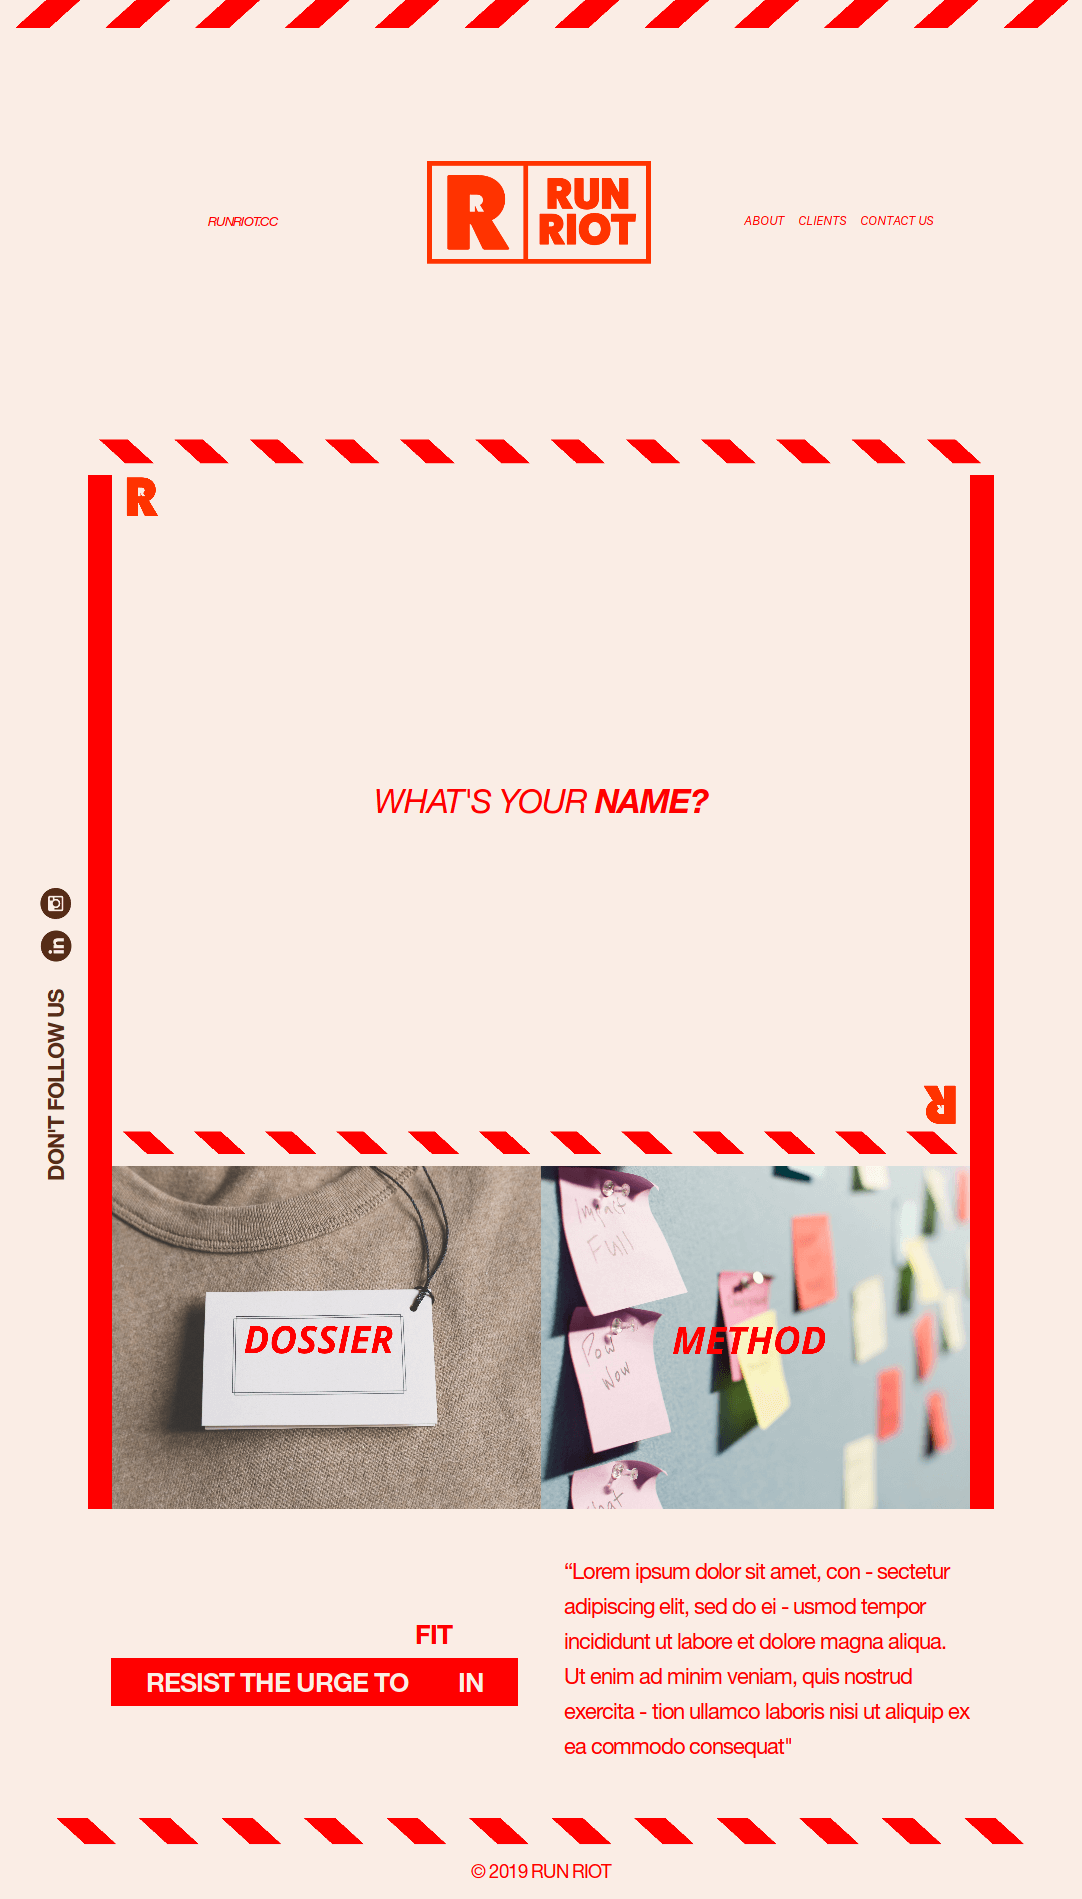 RUNRIOT.CC
R
RUN
RIOT
ABOUT CLIENTS CONTACT US
R
WHAT'S YOUR NAME?
in
DON'T FOLLOW US
R
Impact
Full
Pow
Wow
what
DOSSIER
METHOD
FIT
RESIST THE URGE TO IN
“Lorem ipsum dolor sit amet, con - sectetur
adipiscing elit, sed do ei - usmod tempor
incididunt ut labore et dolore magna aliqua.
Ut enim ad minim veniam, quis nostrud
exercita - tion ullamco laboris nisi ut aliquip ex
ea commodo consequat"
© 2019 RUN RIOT